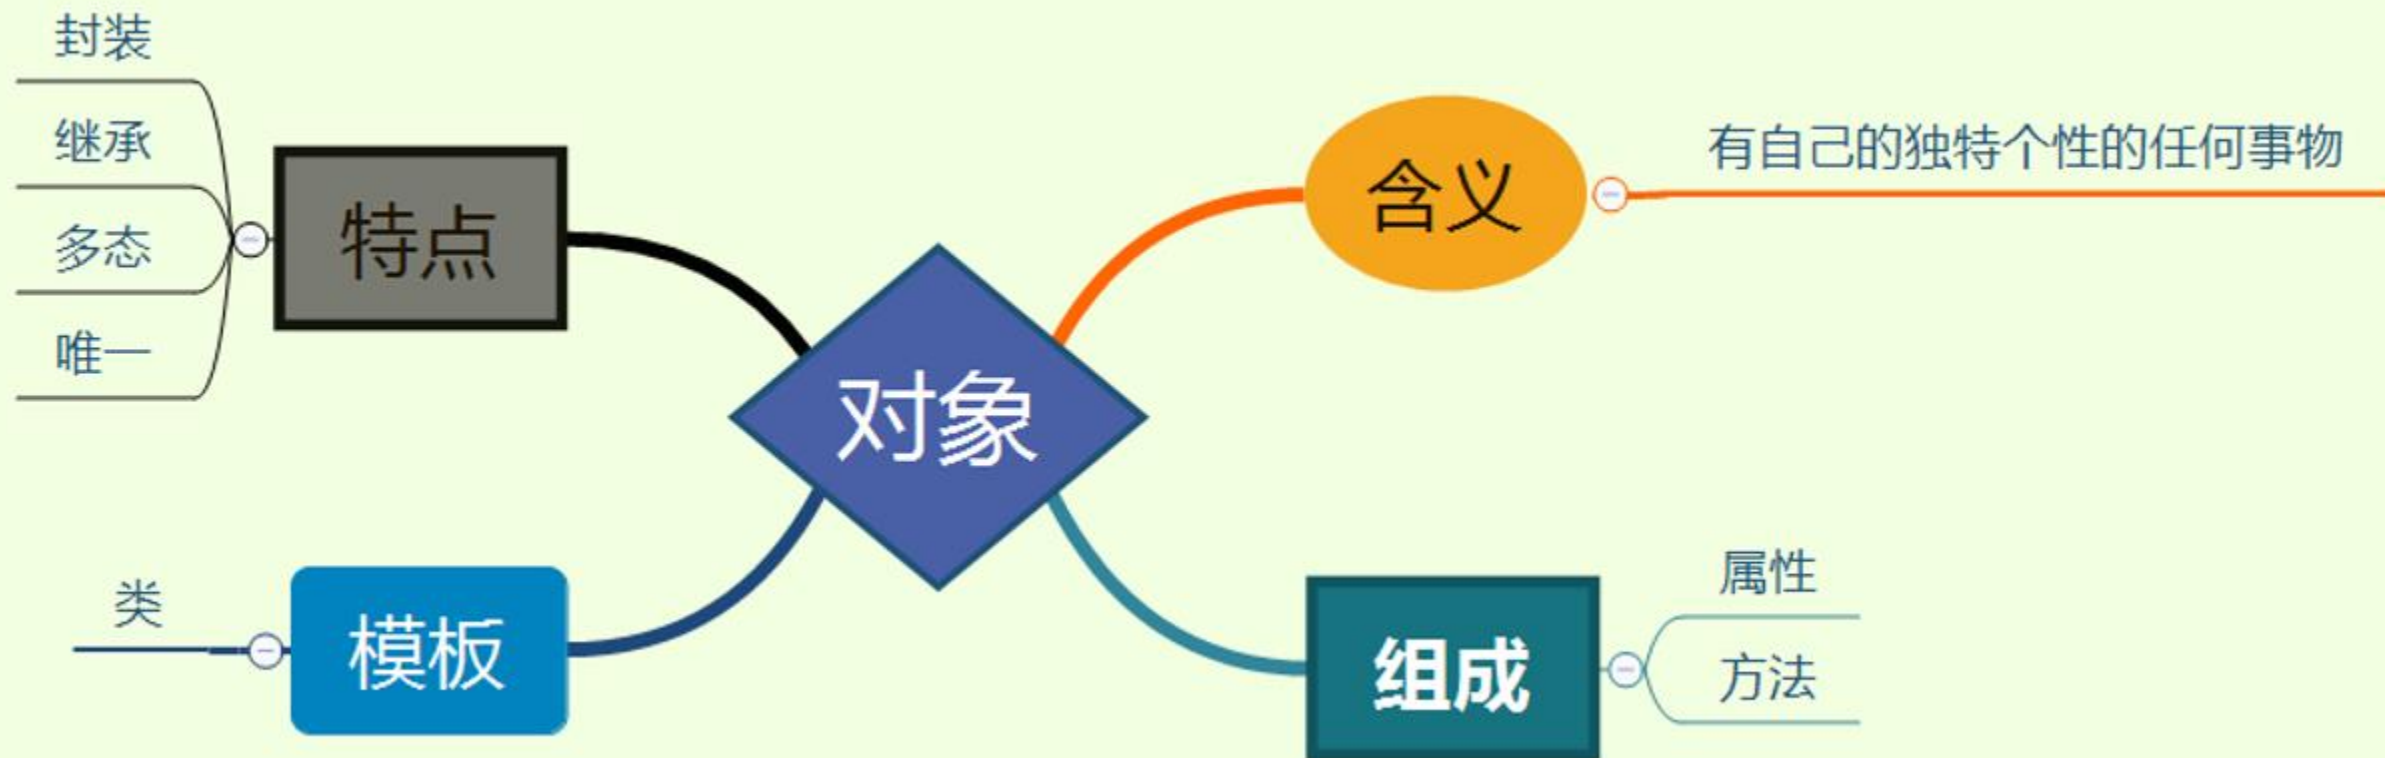 封装
继承
多态
唯一
特点
含义
有自己的独特个性的任何事物
对象
类
模板
组成
属性
方法